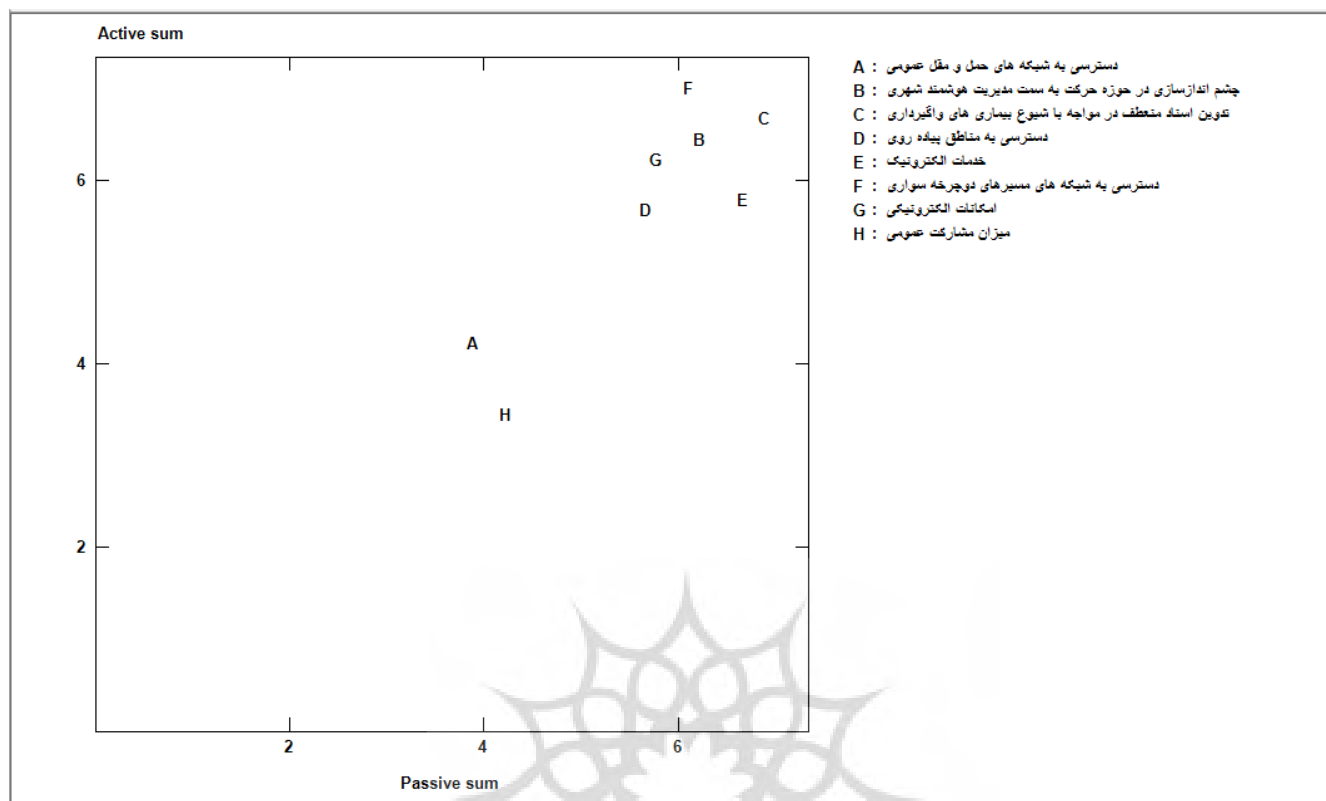 Active sum
A : دسترسی به شبکه های حمل و مقل عمومی
B : چشم اندازسازی در حوزه حرکت به سمت مدیریت هوشمند شهری
C : تدوین اسناد منعطف در مواجه با شیوع بیماری های واگیرداری
D : دسترسی به مناطق پیاده روی
E : خدمات الکترونیک
F : دسترسی به شبکه های مسیرهای دوچرخه سواری
G : امکانات الکترونیکی
H : میزان مشارکت عمومی
F
C
B
G
6
E
D
A
4
H
2
2 4 6
Passive sum